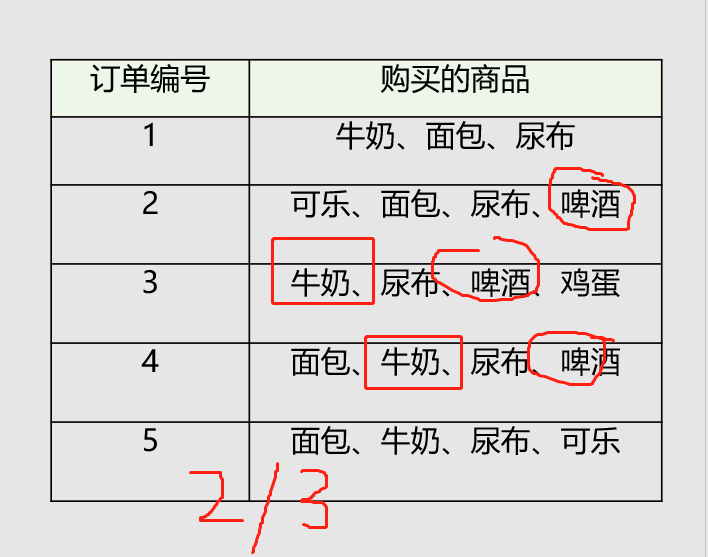 订单编号 购买的商品
1 牛奶、面包、尿布
2 可乐、面包、尿布、啤酒
3 牛奶、尿布、啤酒、鸡蛋
4 面包、牛奶、尿布、啤酒
5 面包、牛奶、尿布、可乐
2/3